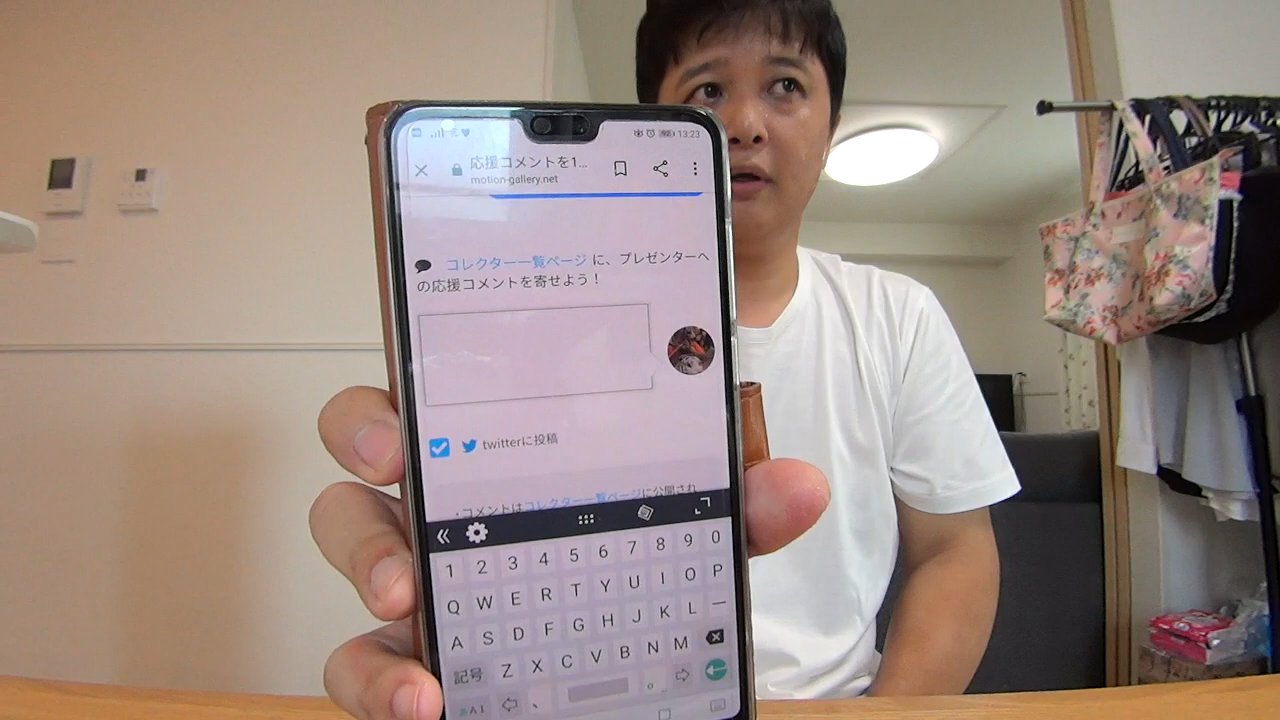 13:23
応援コメントを1...
motion-gallery.net
コレクター一覧ページ に、プレゼンターへ
の応援コメントを寄せよう！
twitterに投稿
・コメントはコレクター一覧ページに公開され
1 2 3 4 5 6 7 8 9 0
Q W E R T Y U I O P
A S D F G H J K L ー
記号 Z X C V B N M
あA1 、 。